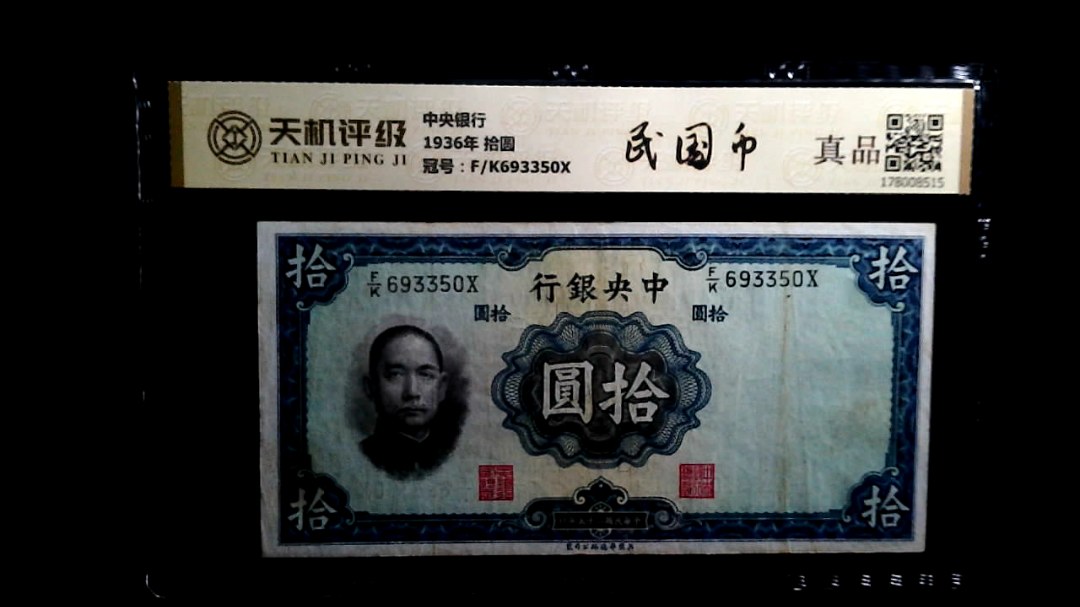 天机评级
TIAN JI PING JI
中央银行
1936年 拾圆
冠号：F/K693350X
民国币
真品
178008515
拾
拾
F/K 693350X
行銀央中
F/K 693350X
圓拾
圓拾
圓拾
拾
拾